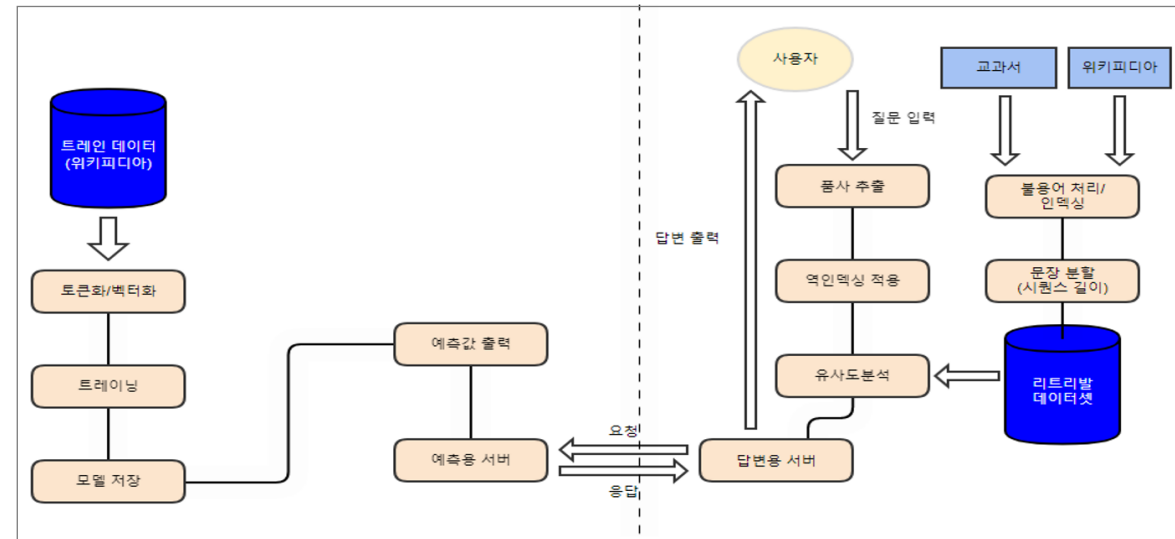 사용자
교과서
위키피디아
트레인 데이터
(위키피디아)
질문 입력
품사 추출
불용어 처리/
인덱싱
답변 출력
토큰화/벡터화
역인덱싱 적용
문장 분할
(시퀀스 길이)
예측값 출력
트레이닝
유사도분석
리트리발
데이터셋
요청
모델 저장
예측용 서버
답변용 서버
응답